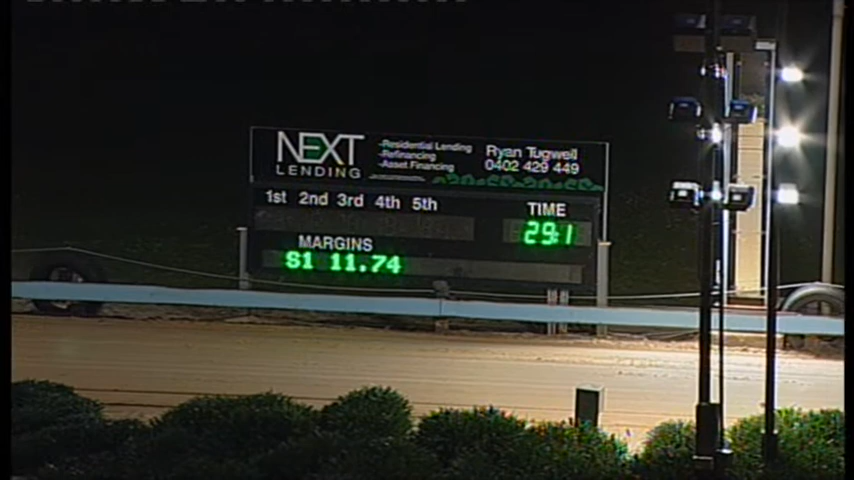 NEXT
LENDING
-Residential Lending
-Refinancing
-Asset Financing
Ryan Tugwell
0402 429 449
1st 2nd 3rd 4th 5th
TIME
29:1
MARGINS
S1 11.74